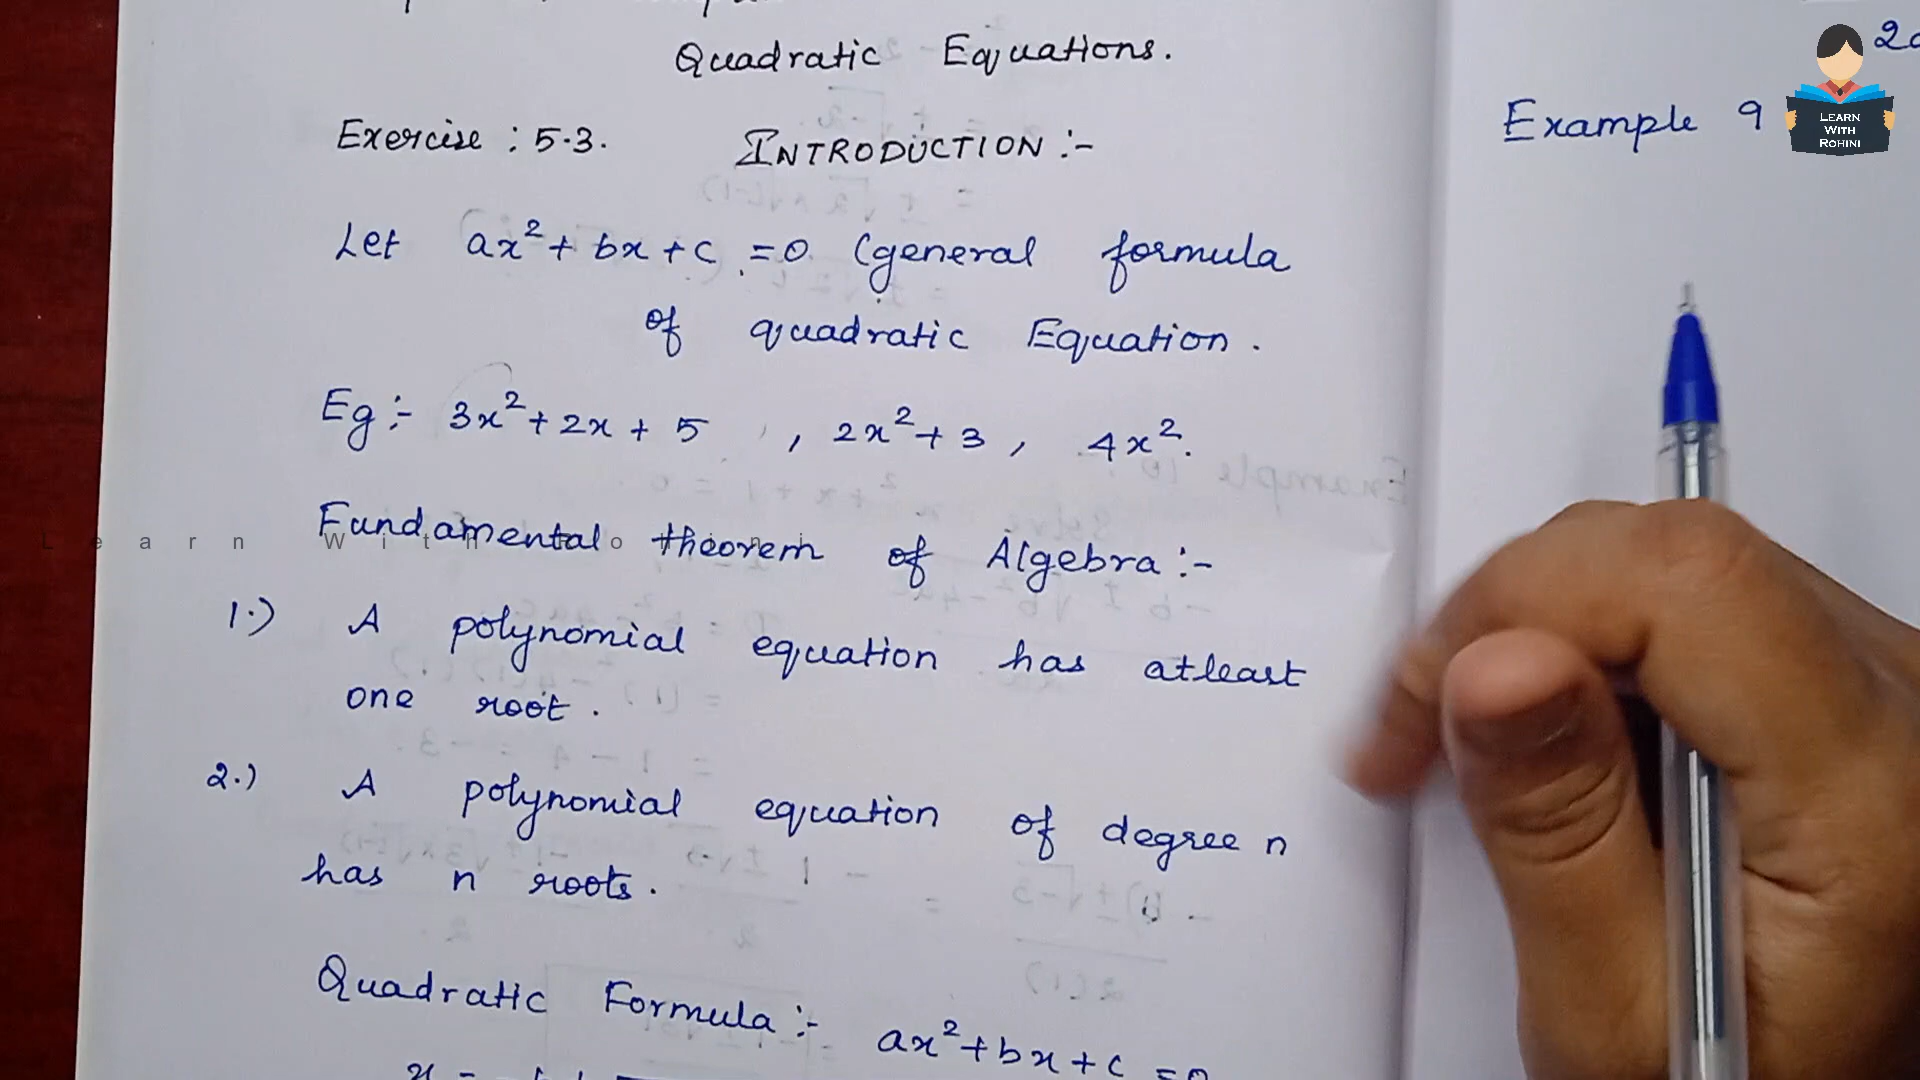 Quadratic Equations.
Exercise : 5.3. INTRODUCTION :-
Let ax² + bx + c = 0 (general formula
of quadratic Equation.
Eg :- 3x² + 2x + 5 , 2x² + 3 , 4x².
Fundamental theorem of Algebra :-
1.) A polynomial equation has atleast
one root.
2.) A polynomial equation of degree n
has n roots.
Quadratic Formula :- ax² + bx + c = 0
Example 9
LEARN
WITH
ROHINI
Learn With Rohini